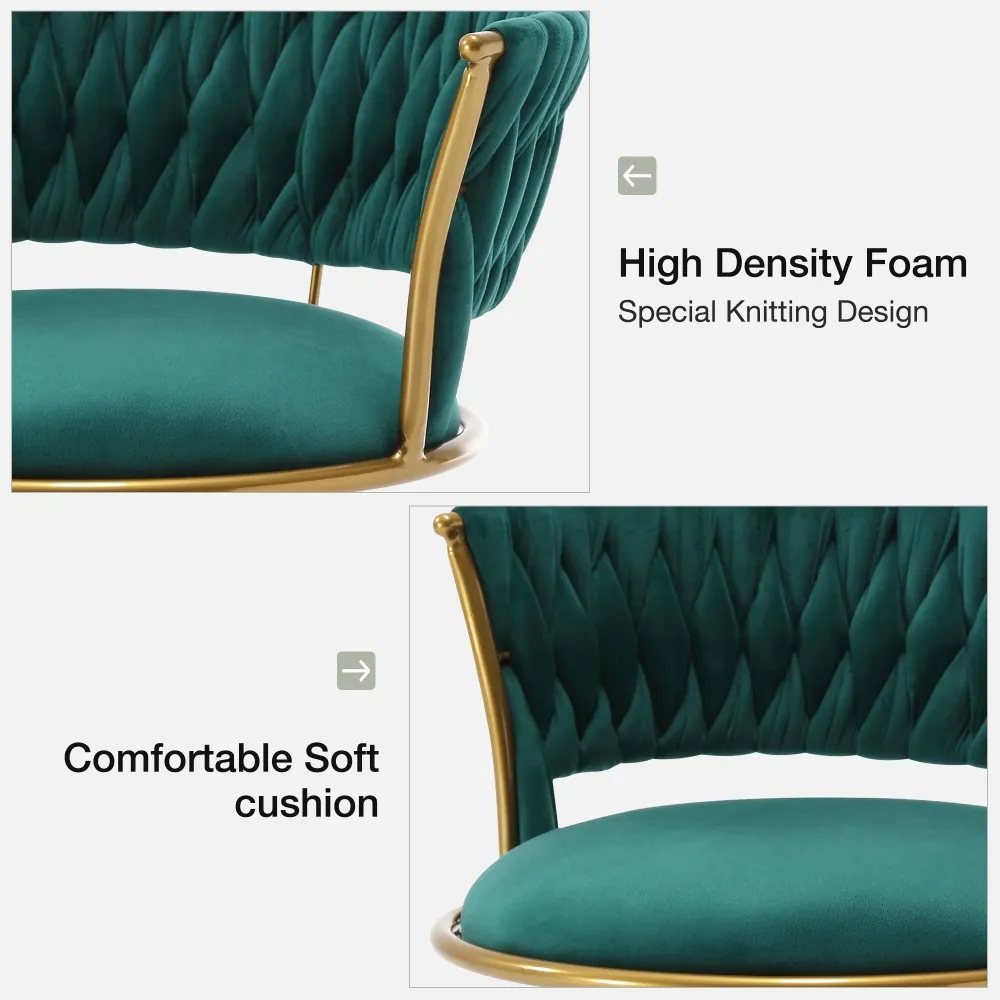 High Density Foam
Special Knitting Design
Comfortable Soft
cushion